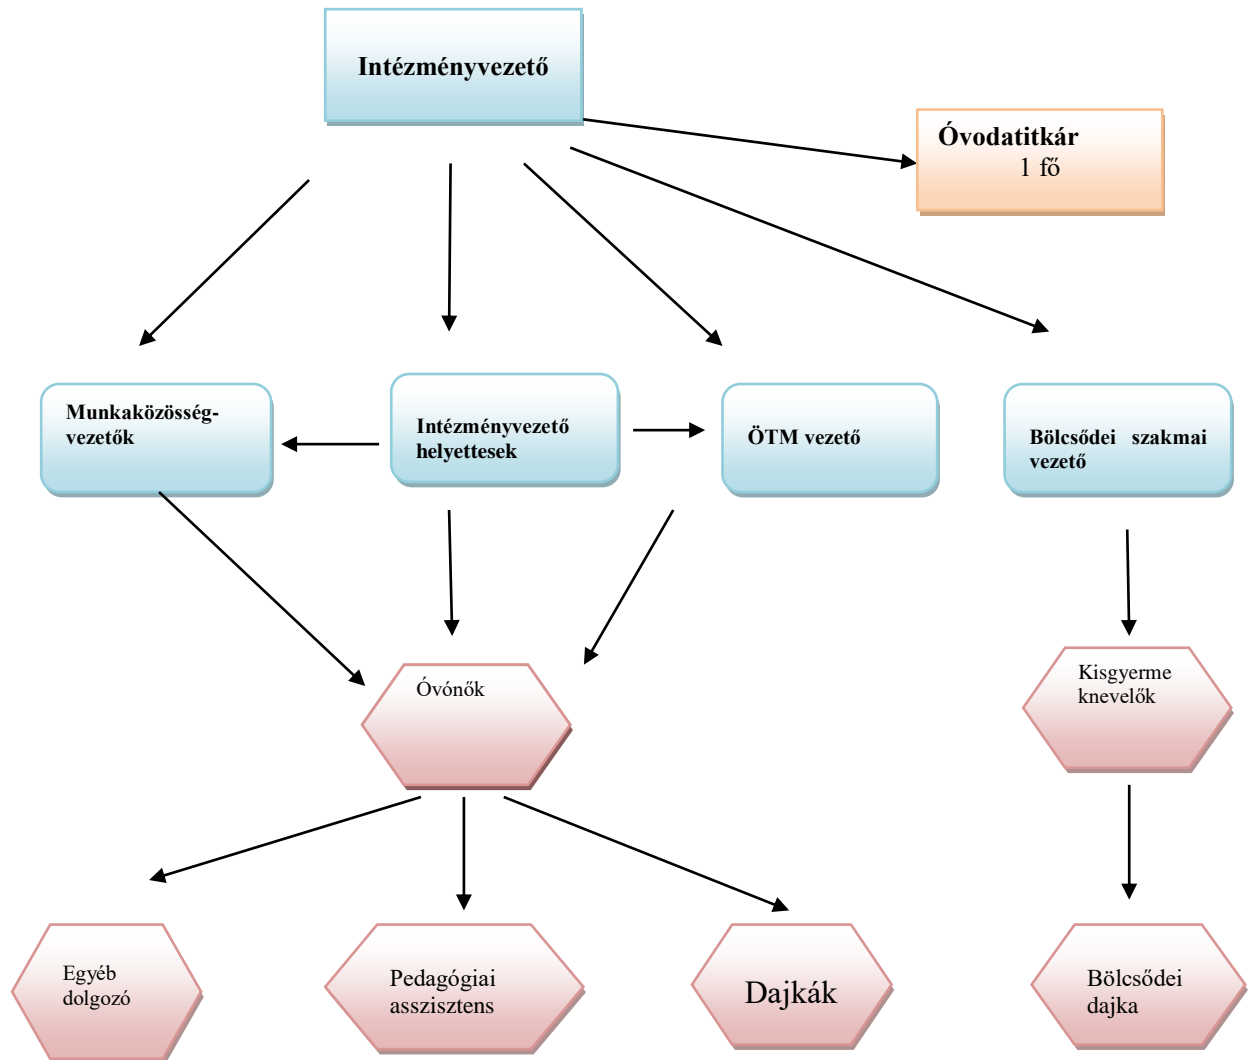 Intézményvezető
Óvodatitkár
1 fő
Munkaközösség-
vezetők
Intézményvezető
helyettesek
ÖTM vezető
Bölcsődei szakmai
vezető
Óvónők
Kisgyerme
knevelők
Egyéb
dolgozó
Pedagógiai
asszisztens
Dajkák
Bölcsődei
dajka